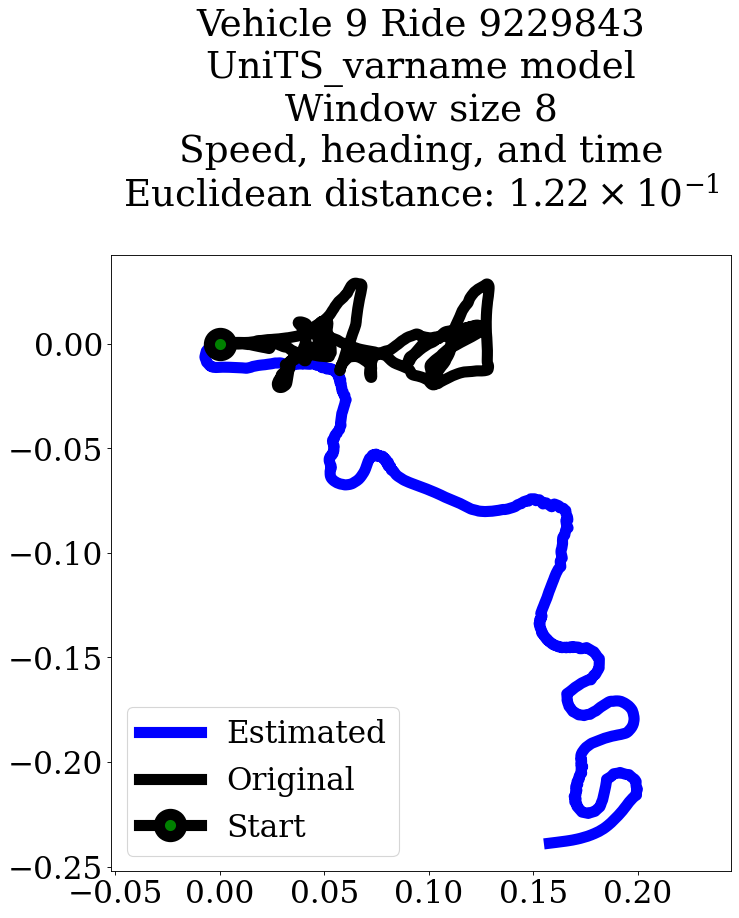 Vehicle 9 Ride 9229843
UniTS_varname model
Window size 8
Speed, heading, and time
Euclidean distance: 1.22 × 10⁻¹
0.00
−0.05
−0.10
−0.15
−0.20
−0.25
Estimated
Original
Start
−0.05 0.00 0.05 0.10 0.15 0.20